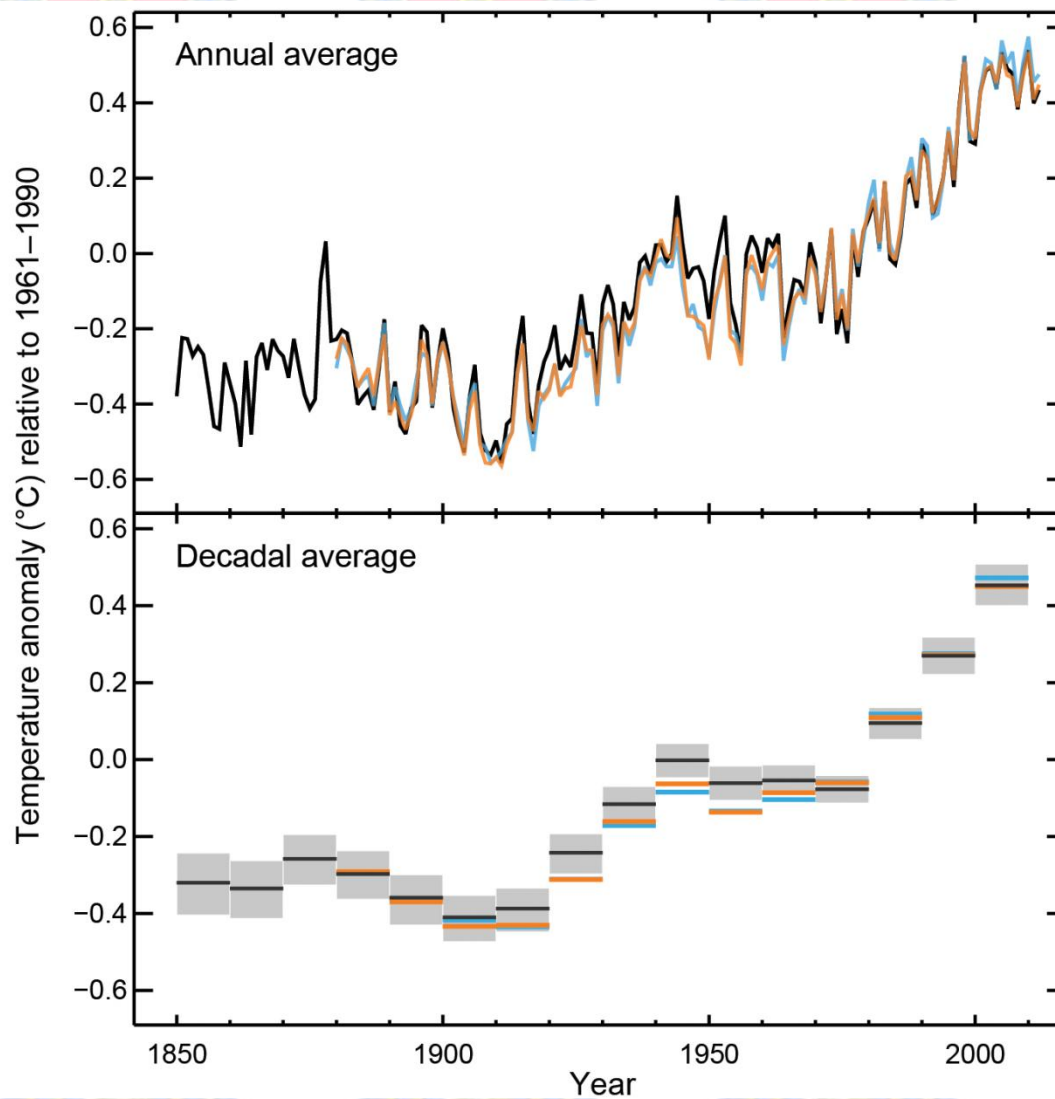 Temperature anomaly (°C) relative to 1961–1990
Annual average
0.6
0.4
0.2
0.0
−0.2
−0.4
−0.6
Decadal average
0.6
0.4
0.2
0.0
−0.2
−0.4
−0.6
1850 1900 1950 2000
Year